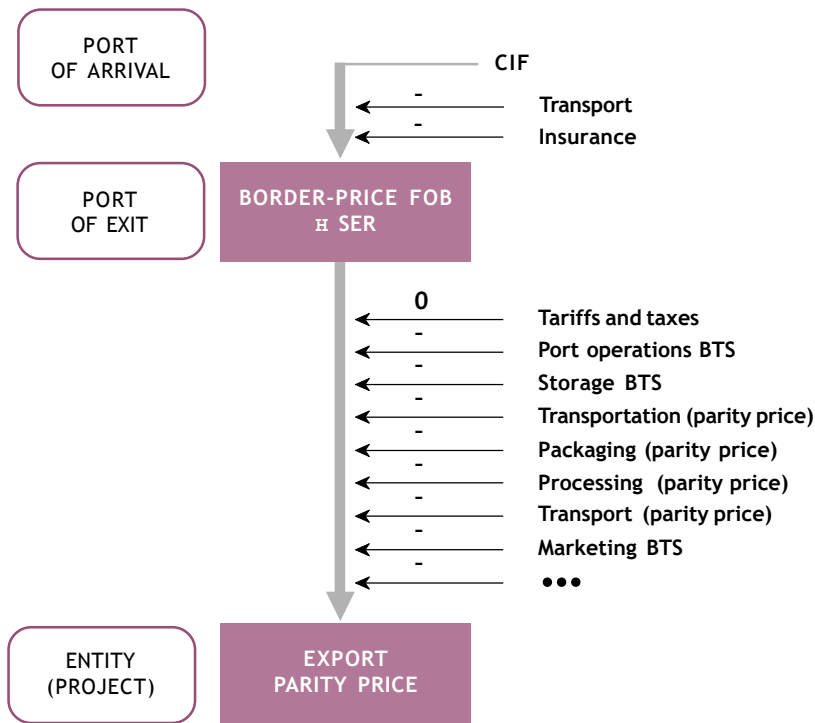 PORT
OF ARRIVAL
CIF
-
Transport
-
Insurance
PORT
OF EXIT
BORDER-PRICE FOB
H SER
0
Tariffs and taxes
-
Port operations BTS
-
Storage BTS
-
Transportation (parity price)
-
Packaging (parity price)
-
Processing (parity price)
-
Transport (parity price)
-
Marketing BTS
-
●●●
ENTITY
(PROJECT)
EXPORT
PARITY PRICE